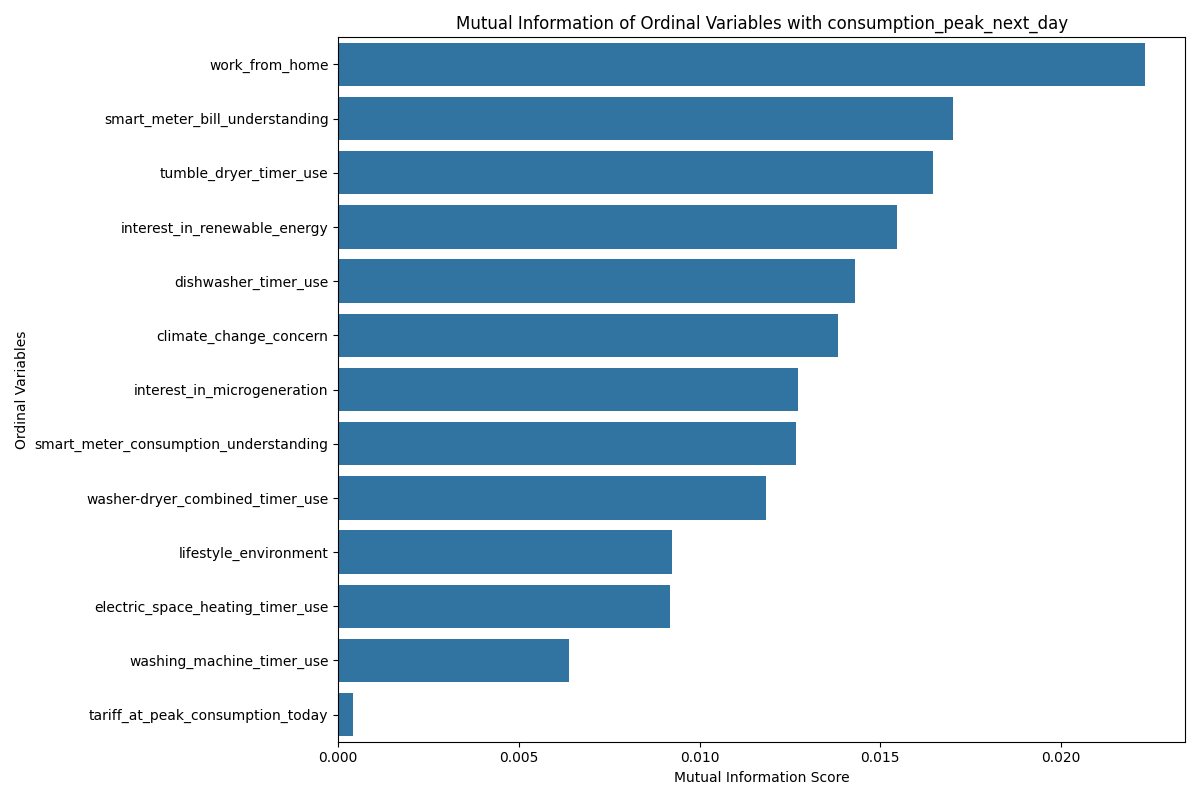 Mutual Information of Ordinal Variables with consumption_peak_next_day
Ordinal Variables
work_from_home
smart_meter_bill_understanding
tumble_dryer_timer_use
interest_in_renewable_energy
dishwasher_timer_use
climate_change_concern
interest_in_microgeneration
smart_meter_consumption_understanding
washer-dryer_combined_timer_use
lifestyle_environment
electric_space_heating_timer_use
washing_machine_timer_use
tariff_at_peak_consumption_today
0.000 0.005 0.010 0.015 0.020
Mutual Information Score